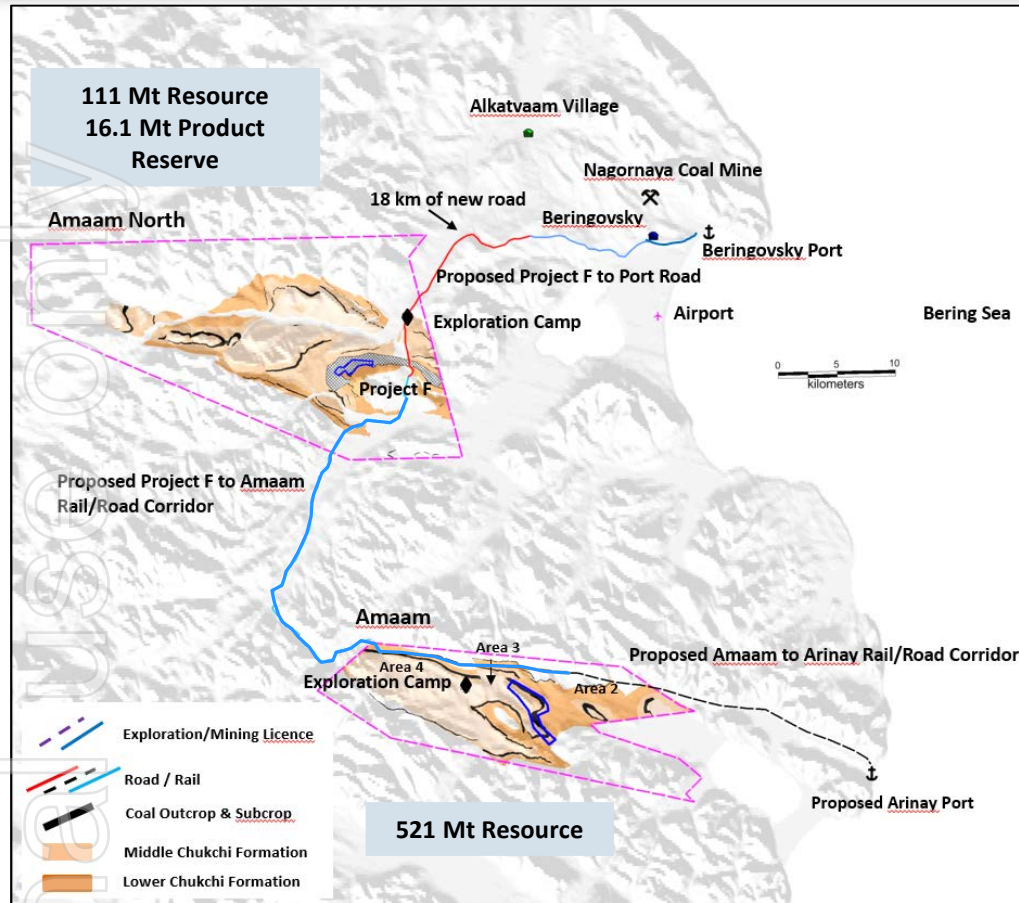 111 Mt Resource
16.1 Mt Product
Reserve
Alkatvaam Village
Nagornaya Coal Mine
18 km of new road
Beringovsky
Amaam North
Beringovsky Port
Proposed Project F to Port Road
Airport
Bering Sea
Exploration Camp
0 5 10
kilometers
Project F
Proposed Project F to Amaam
Rail/Road Corridor
Amaam
Area 3
Proposed Amaam to Arinay Rail/Road Corridor
Area 4
Exploration Camp
Area 2
Exploration/Mining Licence
Road / Rail
Coal Outcrop & Subcrop
Middle Chukchi Formation
Lower Chukchi Formation
521 Mt Resource
Proposed Arinay Port